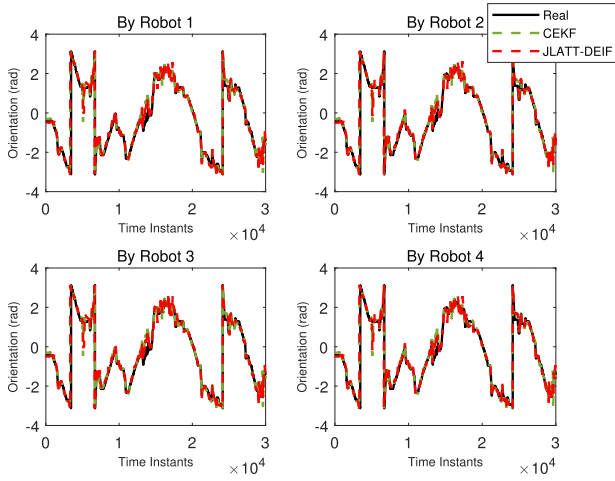 By Robot 1
4
2
0
-2
-4
Orientation (rad)
0 1 2 3
Time Instants
×10^4
By Robot 2
4
2
0
-2
-4
Orientation (rad)
0 1 2 3
Time Instants
×10^4
Real
CEKF
JLATT-DEIF
By Robot 3
4
2
0
-2
-4
Orientation (rad)
0 1 2 3
Time Instants
×10^4
By Robot 4
4
2
0
-2
-4
Orientation (rad)
0 1 2 3
Time Instants
×10^4